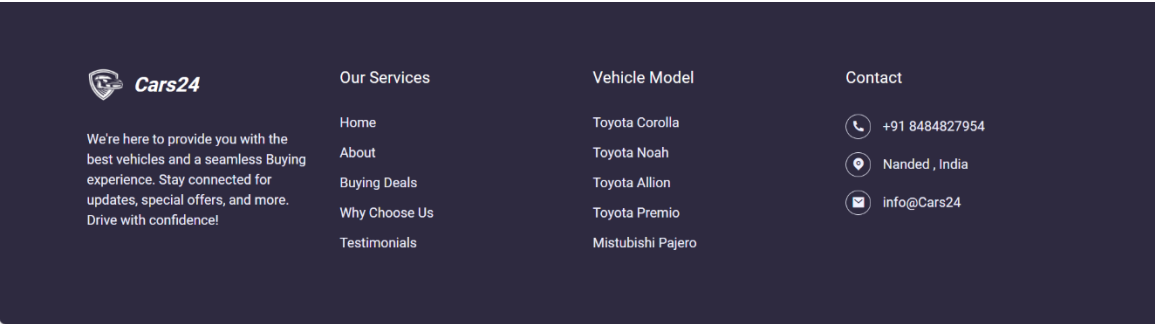 Cars24
We're here to provide you with the
best vehicles and a seamless Buying
experience. Stay connected for
updates, special offers, and more.
Drive with confidence!
Our Services
Home
About
Buying Deals
Why Choose Us
Testimonials
Vehicle Model
Toyota Corolla
Toyota Noah
Toyota Allion
Toyota Premio
Mistubishi Pajero
Contact
+91 8484827954
Nanded , India
info@Cars24